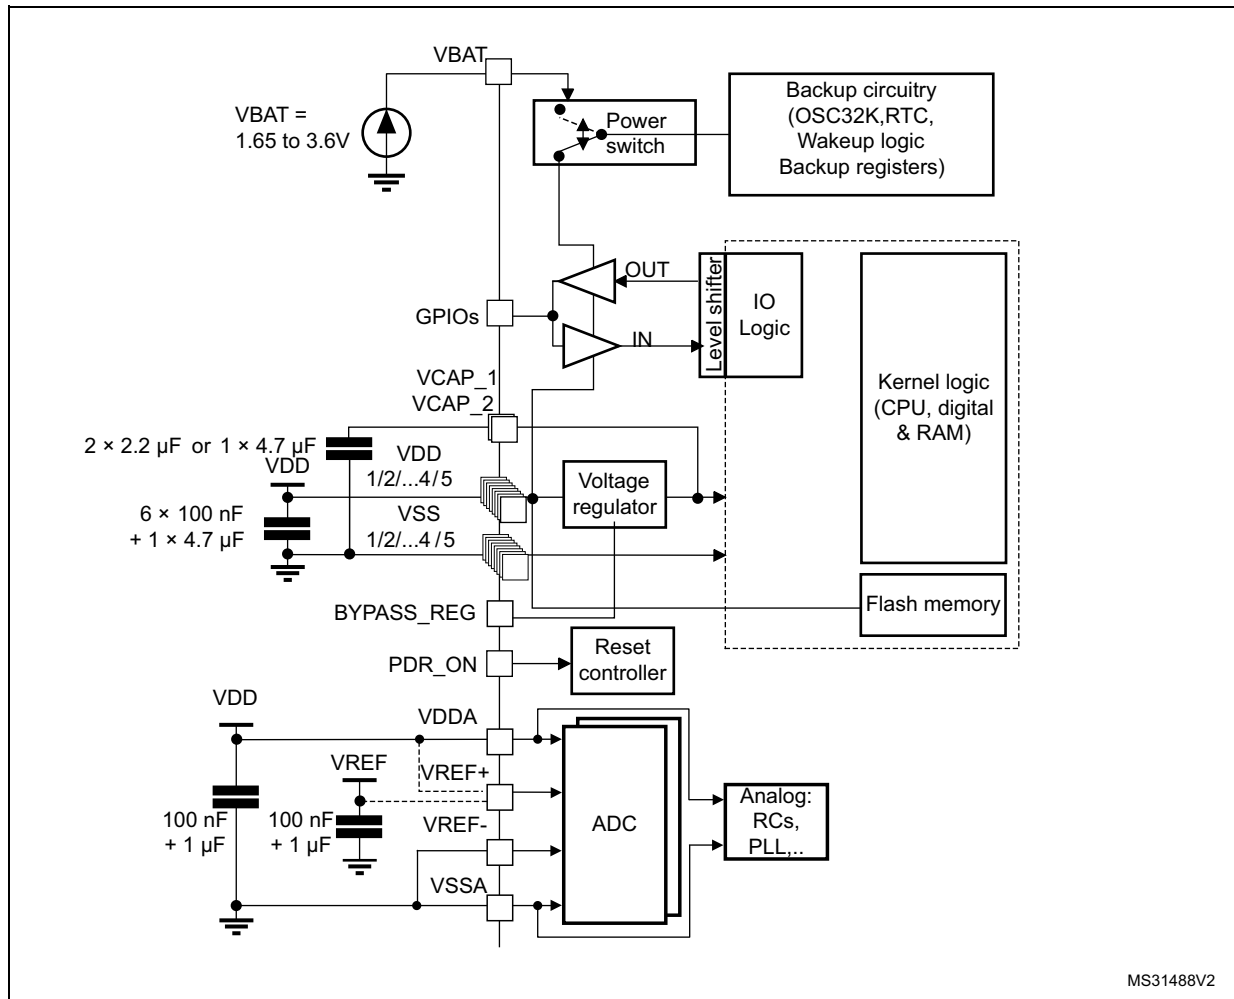 VBAT
VBAT =
1.65 to 3.6V
Power
switch
Backup circuitry
(OSC32K,RTC,
Wakeup logic
Backup registers)
OUT
GPIOs
IN
Level shifter
IO
Logic
Kernel logic
(CPU, digital
& RAM)
VCAP_1
VCAP_2
2 × 2.2 μF or 1 × 4.7 μF
VDD
VDD
1/2/...4/5
Voltage
regulator
6 × 100 nF
+ 1 × 4.7 μF
VSS
1/2/...4/5
BYPASS_REG
Flash memory
PDR_ON
Reset
controller
VDD
VDDA
VREF
VREF+
100 nF
+ 1 μF
100 nF
+ 1 μF
VREF-
ADC
Analog:
RCs,
PLL,..
VSSA
MS31488V2